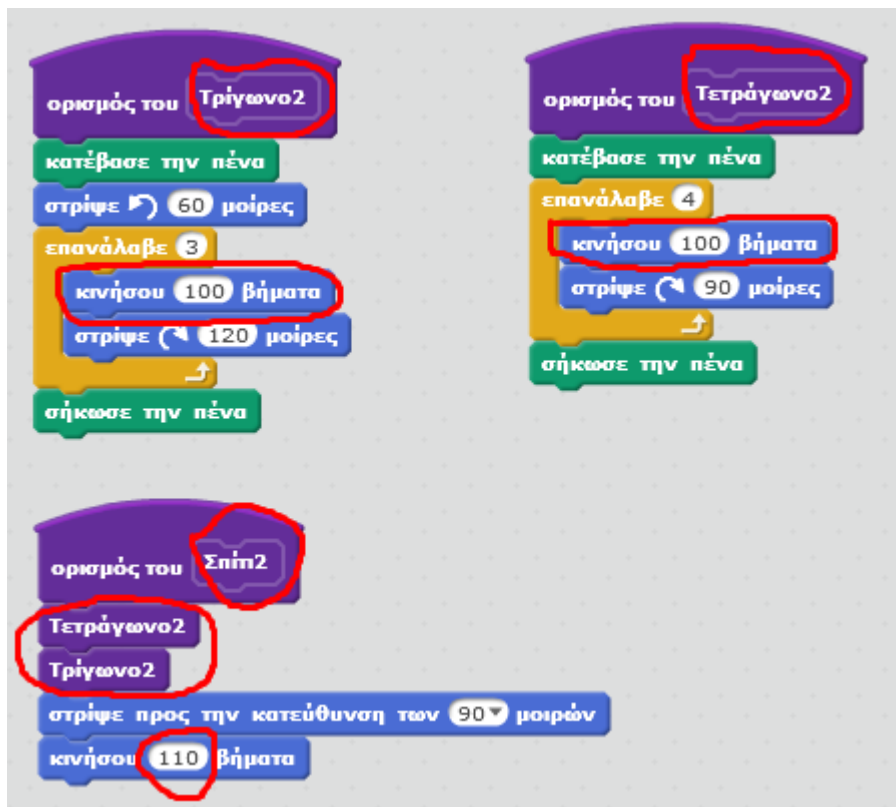 ορισμός του Τρίγωνο2
κατέβασε την πένα
στρίψε 60 μοίρες
επανάλαβε 3
κινήσου 100 βήματα
στρίψε 120 μοίρες
σήκωσε την πένα
ορισμός του Τετράγωνο2
κατέβασε την πένα
επανάλαβε 4
κινήσου 100 βήματα
στρίψε 90 μοίρες
σήκωσε την πένα
ορισμός του Σπίτι2
Τετράγωνο2
Τρίγωνο2
στρίψε προς την κατεύθυνση των 90 μοιρών
κινήσου 110 βήματα